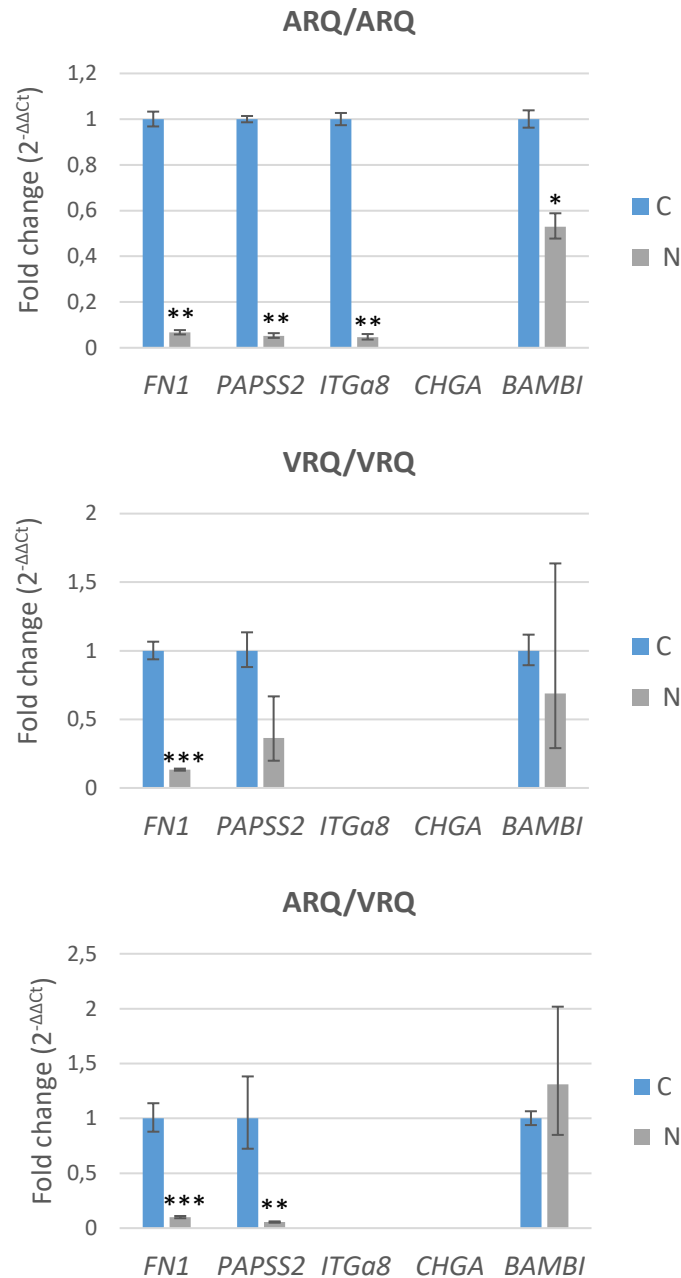 ARQ/ARQ
Fold change (2-ΔΔCt)
1,2
1
0,8
0,6
0,4
0,2
0
** ** ** *
FN1 PAPSS2 ITGa8 CHGA BAMBI
C
N
VRQ/VRQ
Fold change (2-ΔΔCt)
2
1,5
1
0,5
0
***
FN1 PAPSS2 ITGa8 CHGA BAMBI
C
N
ARQ/VRQ
Fold change (2-ΔΔCt)
2,5
2
1,5
1
0,5
0
*** **
FN1 PAPSS2 ITGa8 CHGA BAMBI
C
N